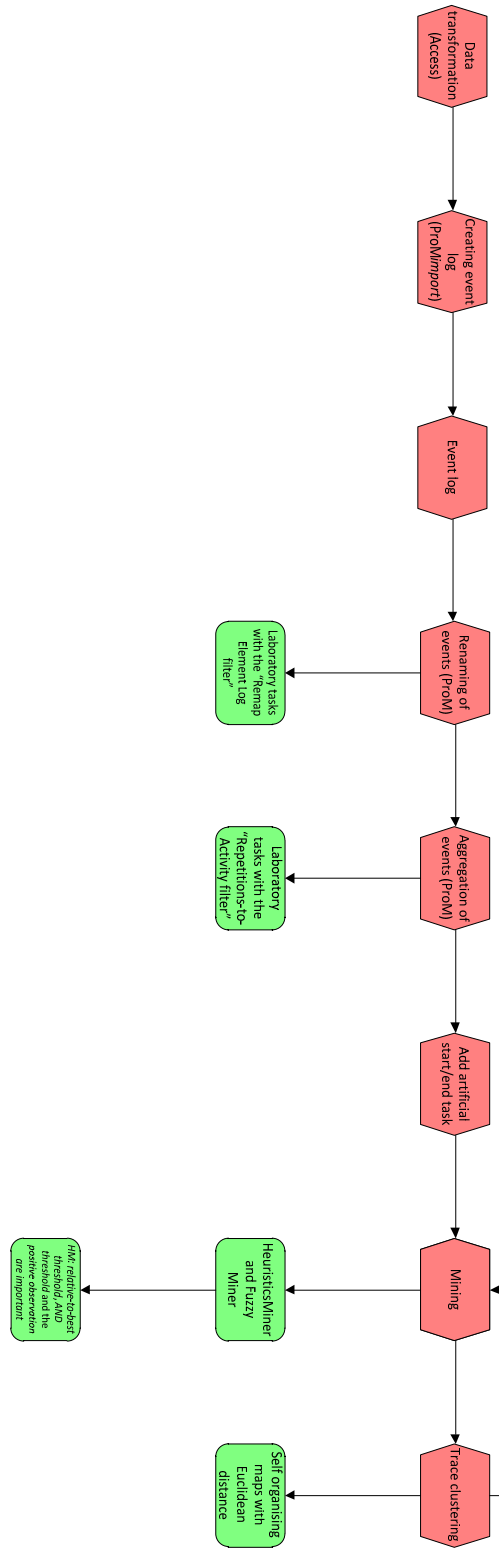 Data
transformation
(Access)
Creating event
log
(ProMimport)
Event log
Renaming of
events (ProM)
Laboratory tasks
with the “Remap
Element Log
filter”
Aggregation of
events (ProM)
Laboratory
tasks with the
“Repetitions-to-
Activity filter”
Add artificial
start/end task
Mining
HeuristicsMiner
and Fuzzy
Miner
HM: relative-to-best
threshold, AND
threshold and the
positive observation
are important
Trace clustering
Self organising
maps with
Euclidean
distance